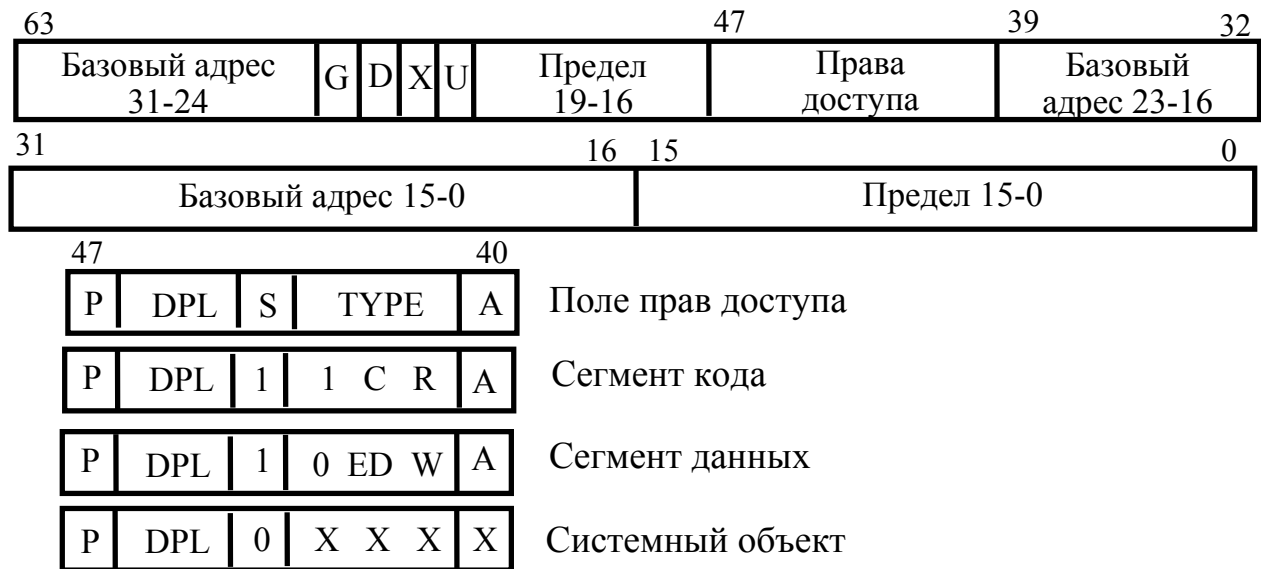 63 47 39 32
Базовый адрес 31-24 G D X U Предел 19-16 Права доступа Базовый адрес 23-16
31 16 15 0
Базовый адрес 15-0 Предел 15-0
47 40
P DPL S TYPE A Поле прав доступа
P DPL 1 1 C R A Сегмент кода
P DPL 1 0 ED W A Сегмент данных
P DPL 0 X X X X Системный объект